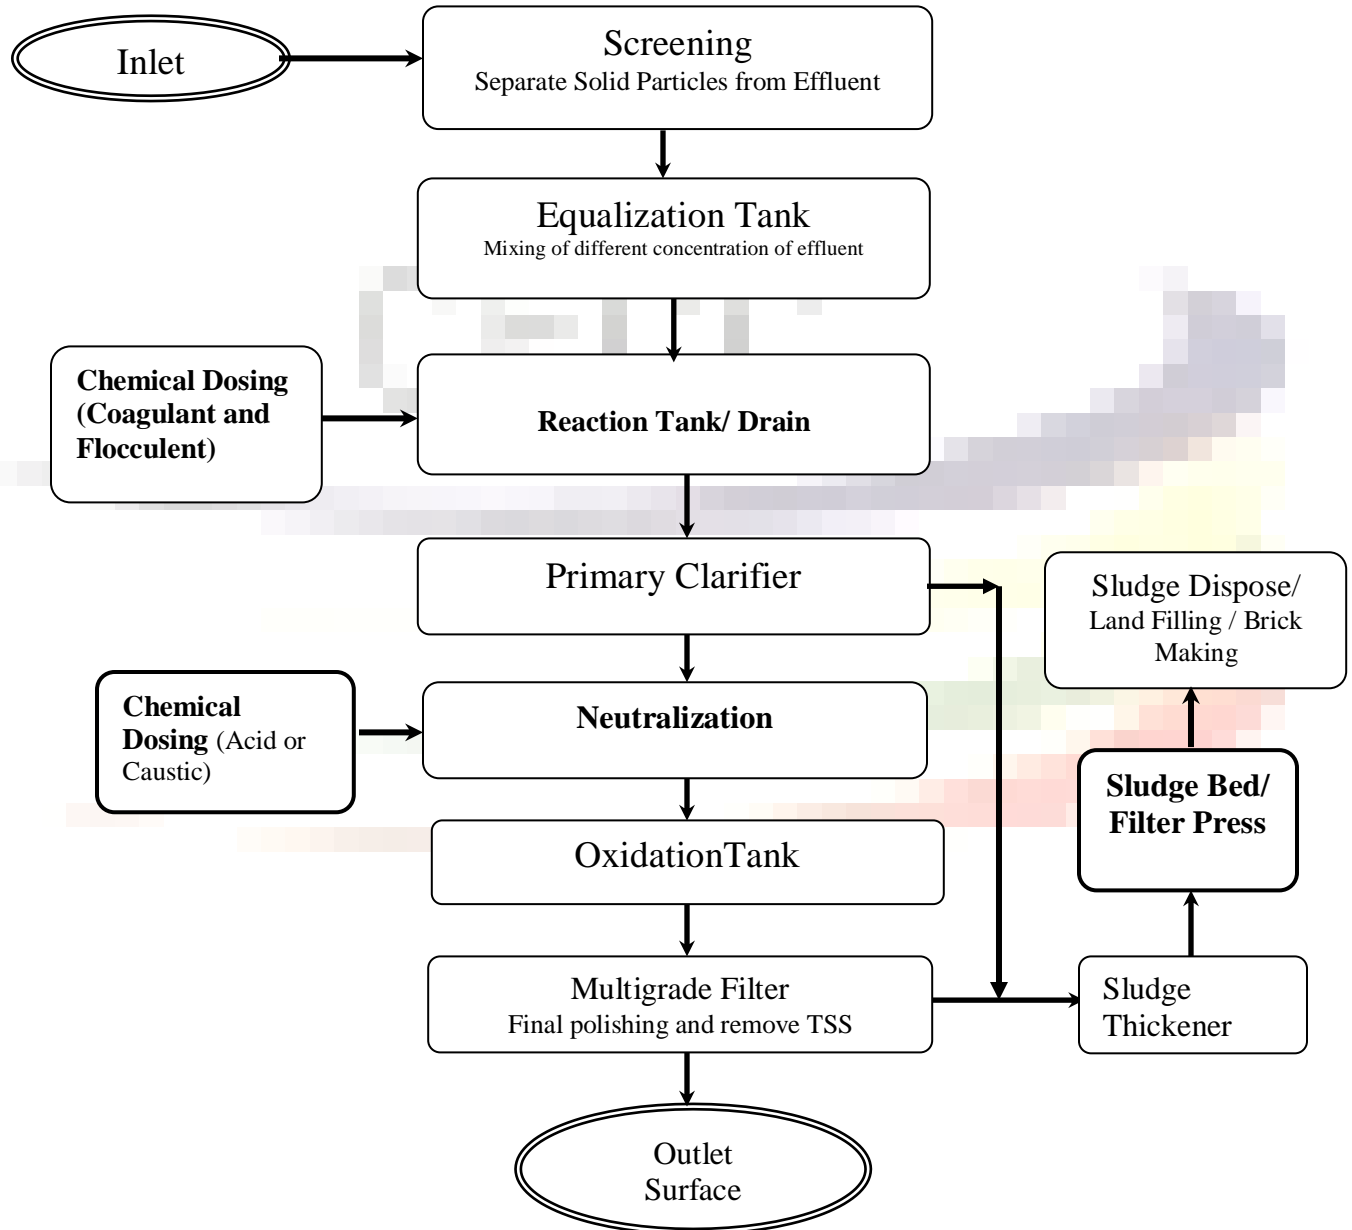 Inlet
Screening
Separate Solid Particles from Effluent
Equalization Tank
Mixing of different concentration of effluent
Chemical Dosing
(Coagulant and
Flocculent)
Reaction Tank/ Drain
Primary Clarifier
Sludge Dispose/
Land Filling / Brick
Making
Chemical
Dosing (Acid or
Caustic)
Neutralization
Sludge Bed/
Filter Press
OxidationTank
Multigrade Filter
Final polishing and remove TSS
Sludge
Thickener
Outlet
Surface